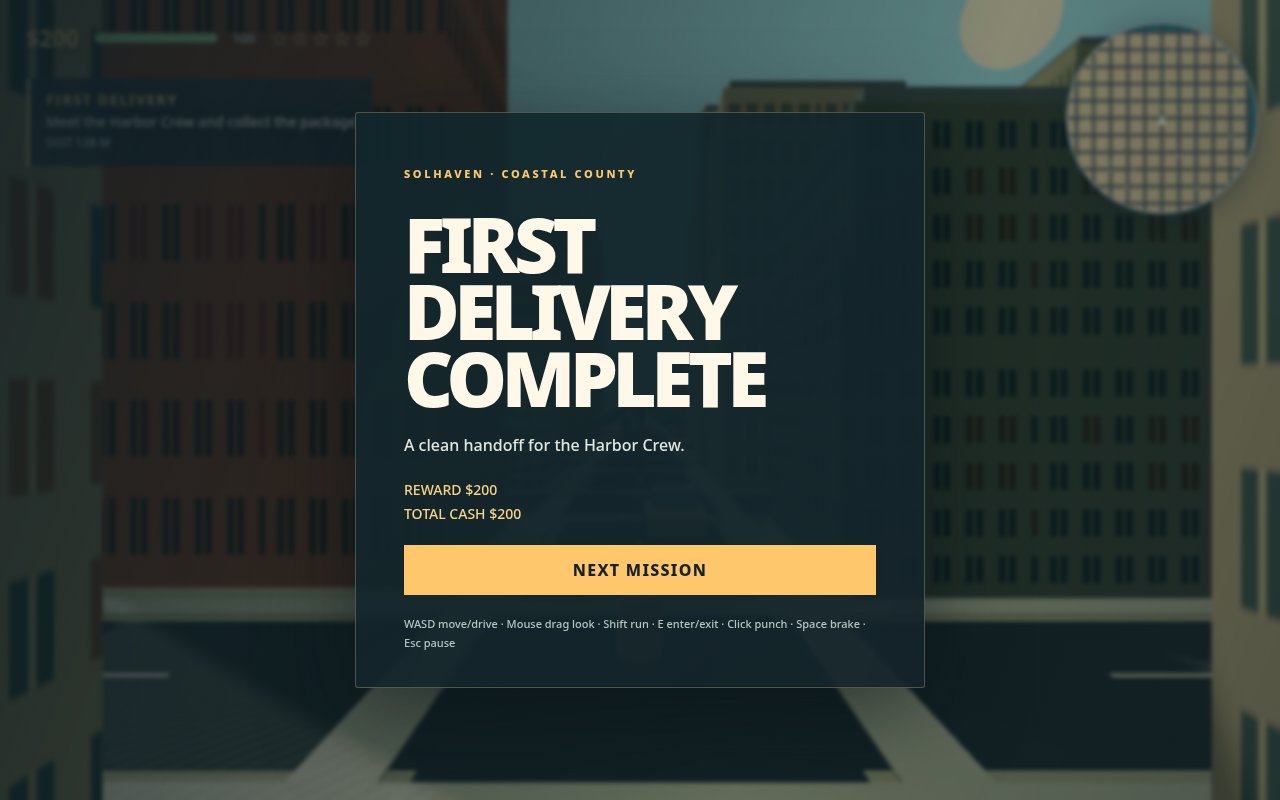 $200
FIRST DELIVERY
Meet the Harbor Crew and collect the package
DIST 128 M
SOLHAVEN · COASTAL COUNTY
FIRST
DELIVERY
COMPLETE
A clean handoff for the Harbor Crew.
REWARD $200
TOTAL CASH $200
NEXT MISSION
WASD move/drive · Mouse drag look · Shift run · E enter/exit · Click punch · Space brake ·
Esc pause